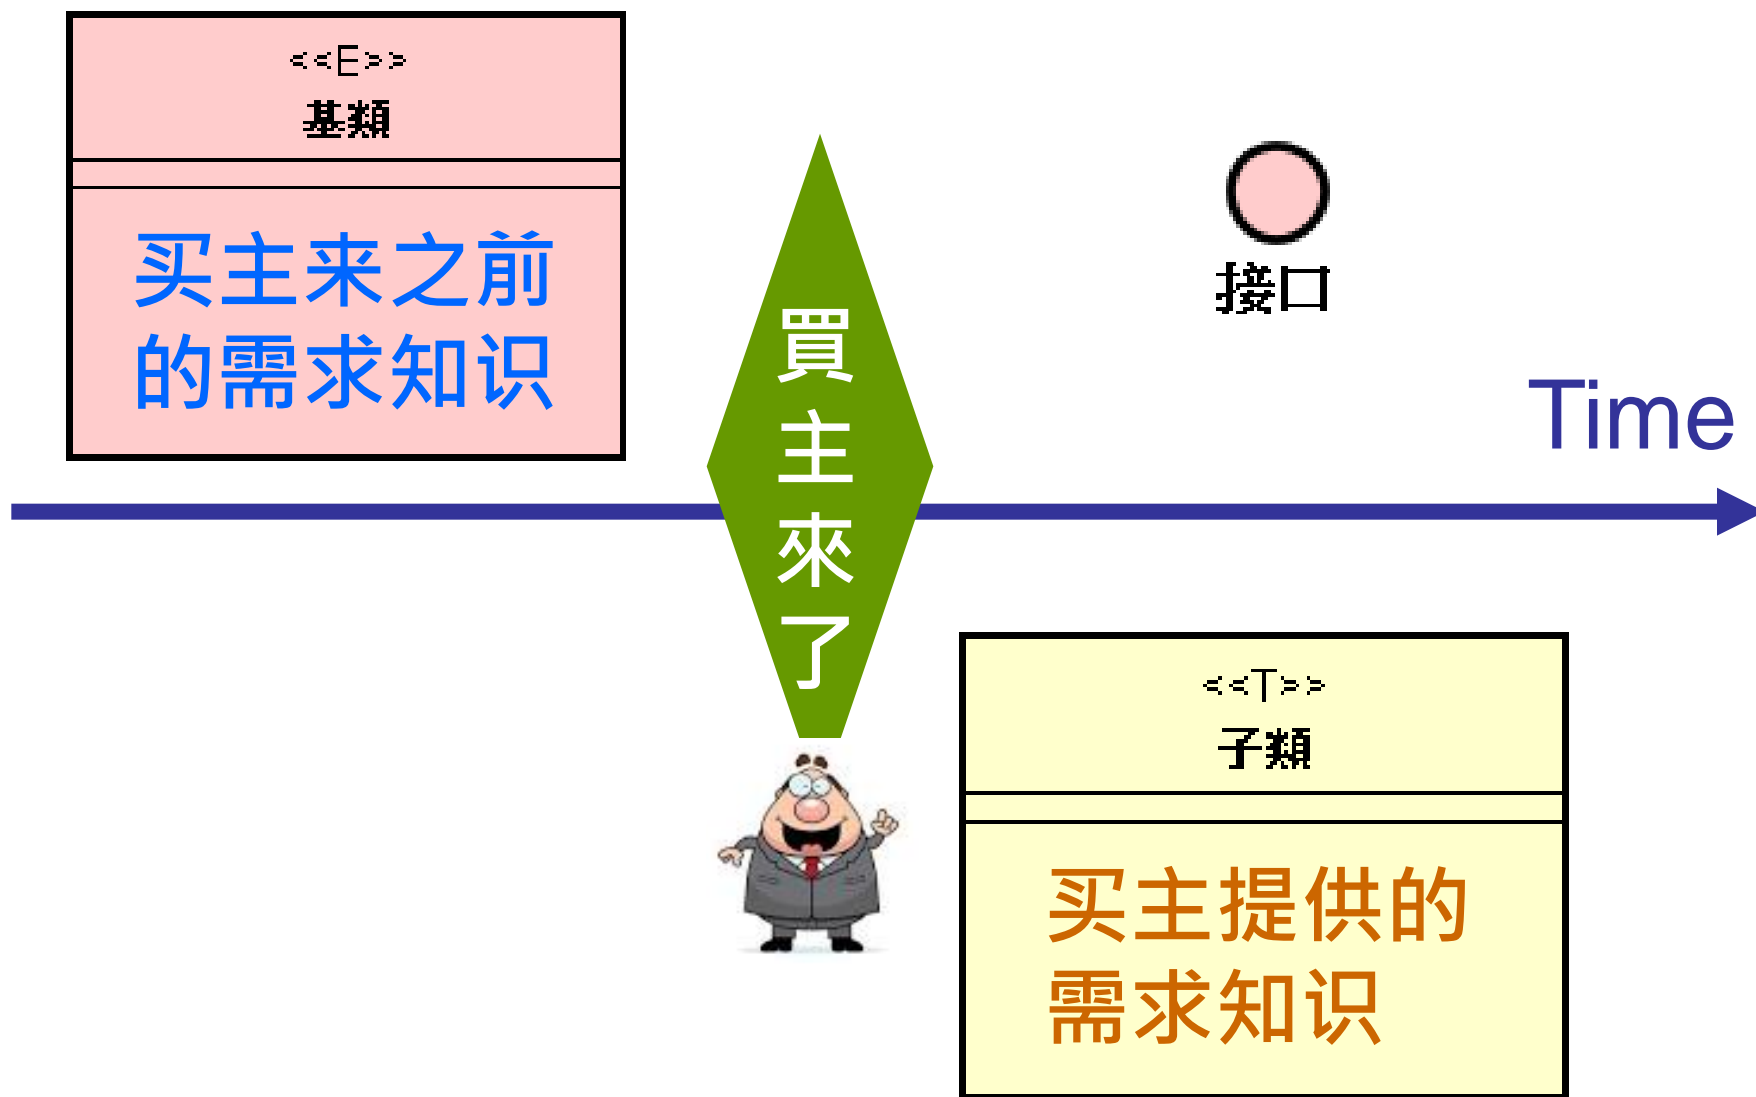 <<E>>
基類
买主来之前
的需求知识
買
主
來
了
接口
Time
<<T>>
子類
买主提供的
需求知识